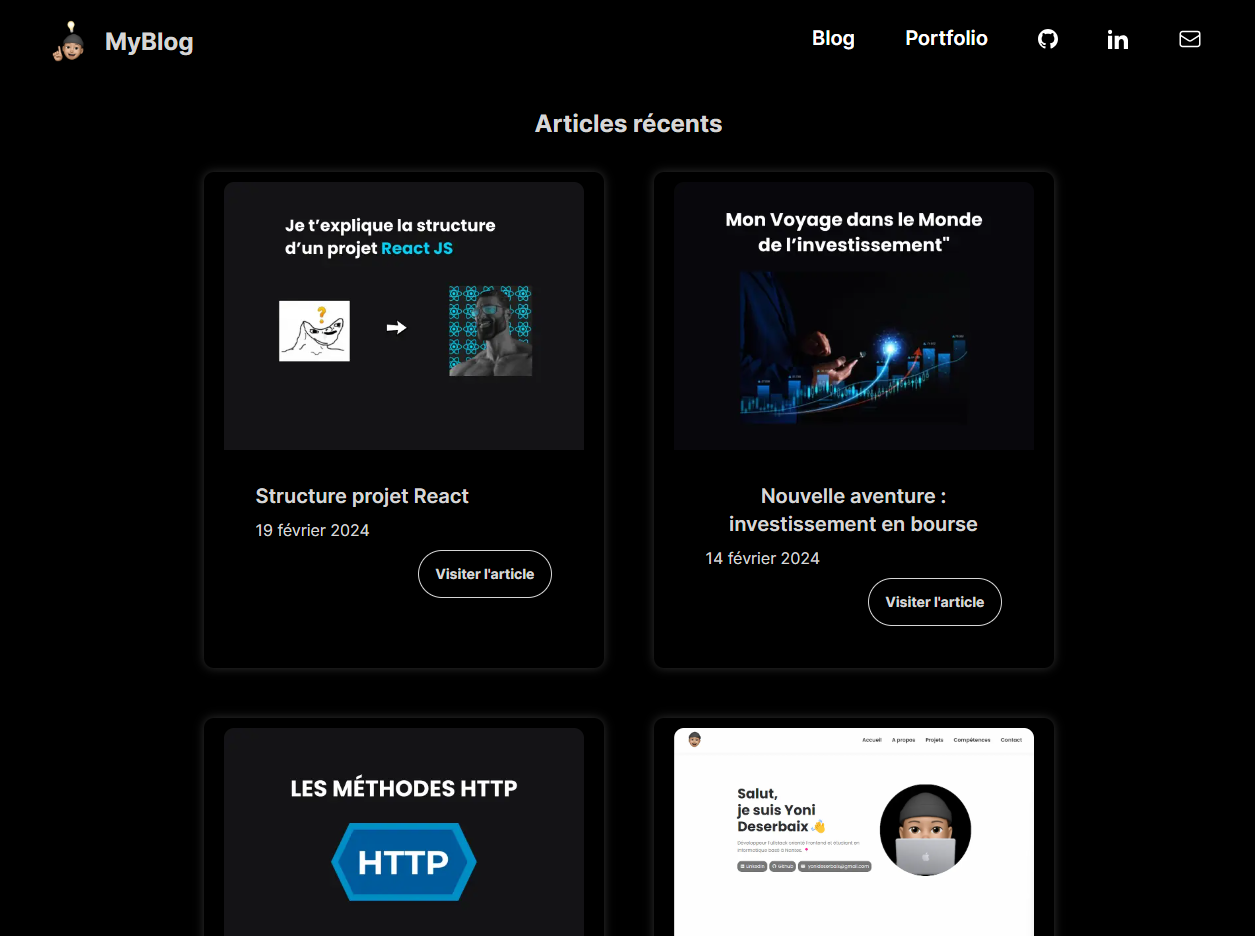 MyBlog
Blog
Portfolio
Articles récents
Je t’explique la structure
d’un projet React JS
?
Structure projet React
19 février 2024
Visiter l'article
Mon Voyage dans le Monde
de l’investissement"
Nouvelle aventure :
investissement en bourse
14 février 2024
Visiter l'article
LES MÉTHODES HTTP
HTTP
Accueil
A propos
Projets
Compétences
Contact
Salut,
je suis Yoni
Deserbaix 👋
Linkedin
Github